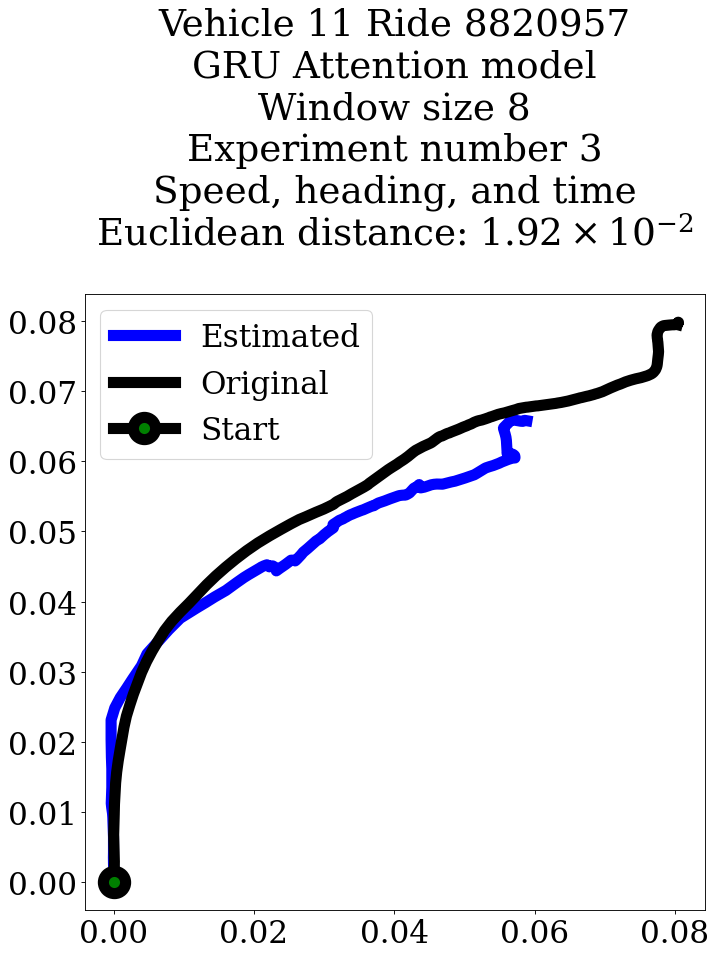 Vehicle 11 Ride 8820957
GRU Attention model
Window size 8
Experiment number 3
Speed, heading, and time
Euclidean distance: 1.92 × 10⁻²
Estimated
Original
Start
0.08
0.07
0.06
0.05
0.04
0.03
0.02
0.01
0.00
0.00 0.02 0.04 0.06 0.08